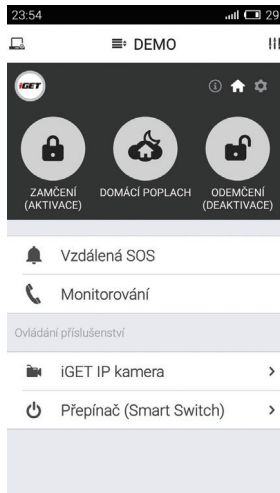 23:54
29
DEMO
iGET
ZAMČENÍ
(AKTIVACE)
DOMÁCÍ POPLACH
ODEMČENÍ
(DEAKTIVACE)
Vzdálená SOS
Monitorování
Ovládání příslušenství
iGET IP kamera
Přepínač (Smart Switch)